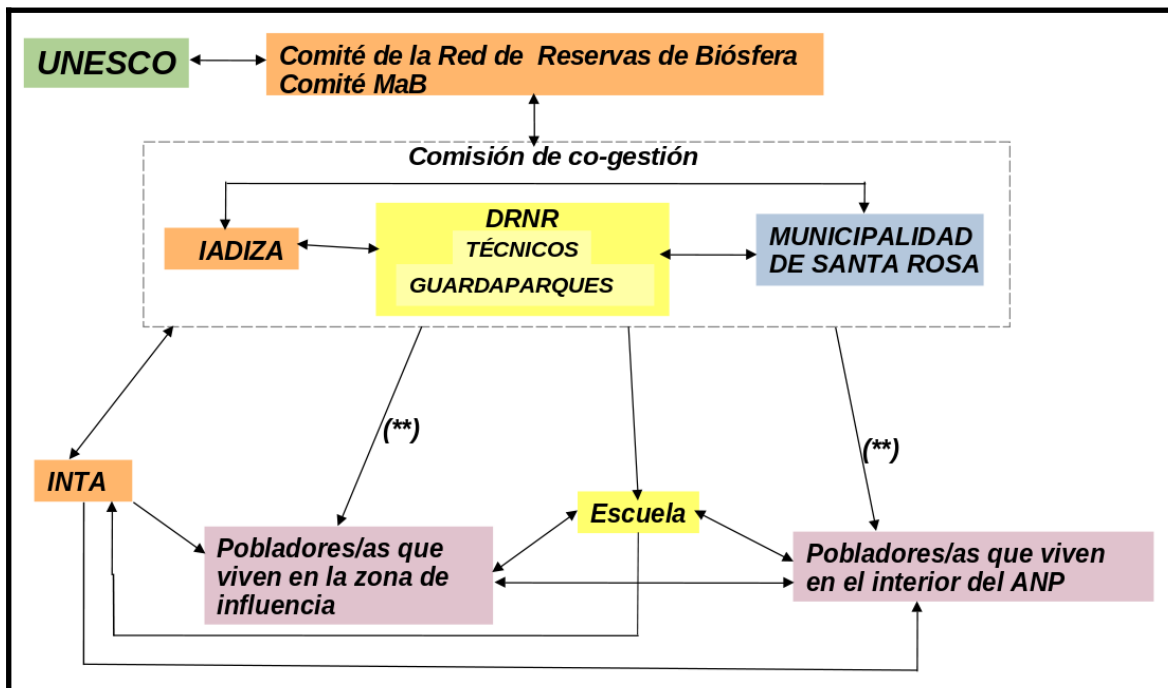 UNESCO
Comité de la Red de Reservas de Biósfera
Comité MaB
Comisión de co-gestión
IADIZA
DRNR
TÉCNICOS
GUARDAPARQUES
MUNICIPALIDAD
DE SANTA ROSA
(**)
(**)
INTA
Escuela
Pobladores/as que
viven en la zona de
influencia
Pobladores/as que viven
en el interior del ANP